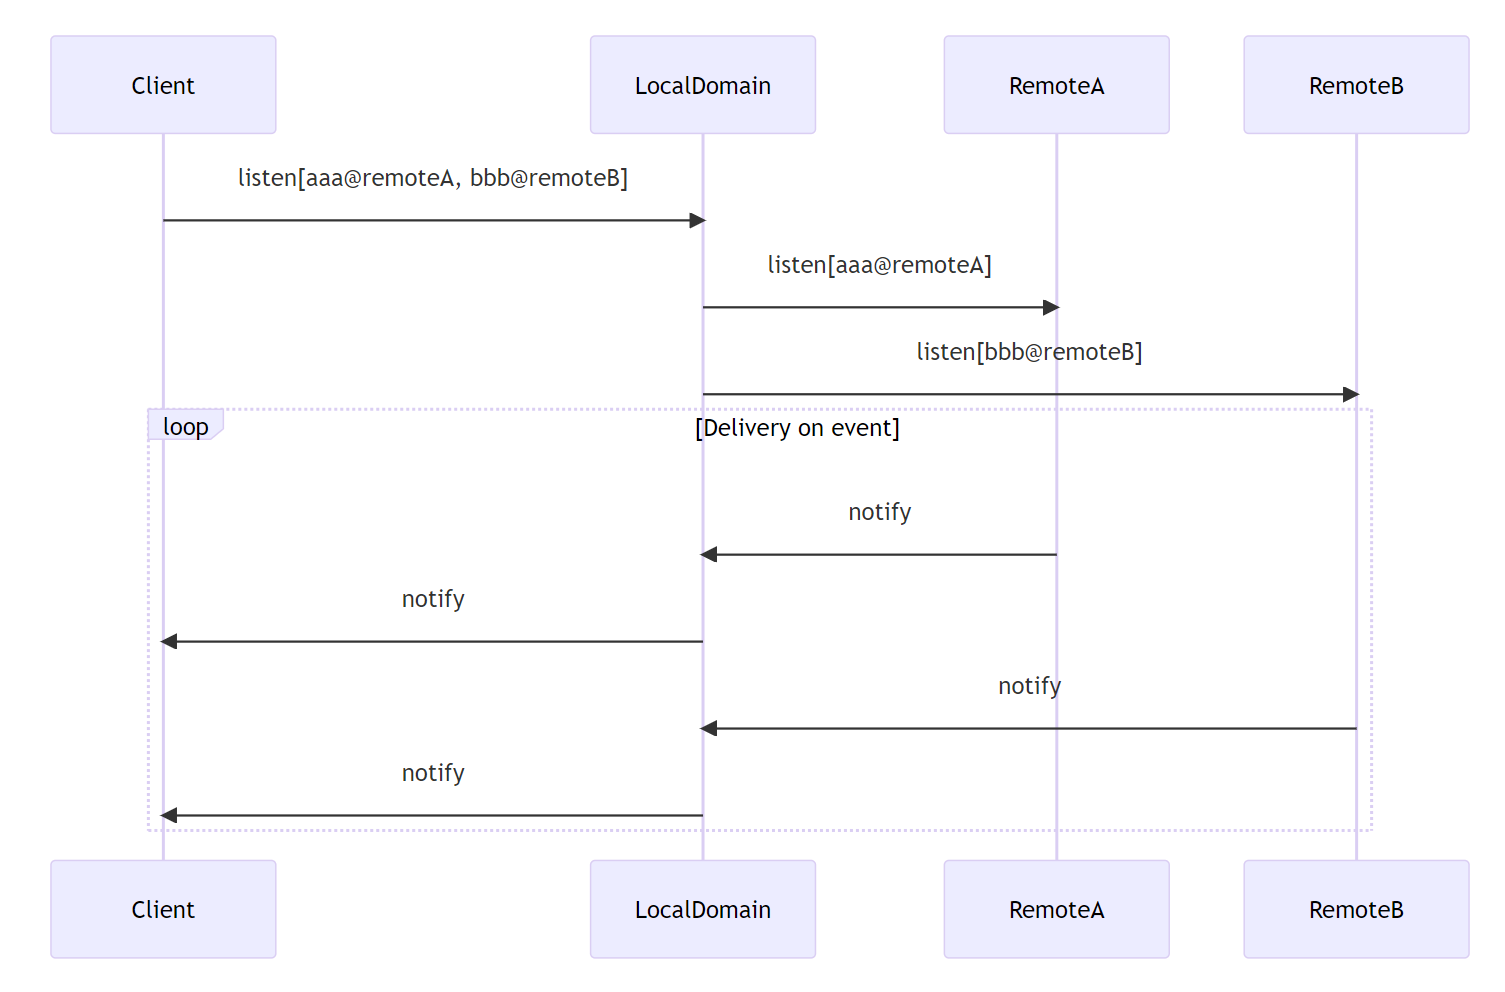 Client
LocalDomain
RemoteA
RemoteB
listen[aaa@remoteA, bbb@remoteB]
listen[aaa@remoteA]
listen[bbb@remoteB]
loop
[Delivery on event]
notify
notify
notify
notify
Client
LocalDomain
RemoteA
RemoteB